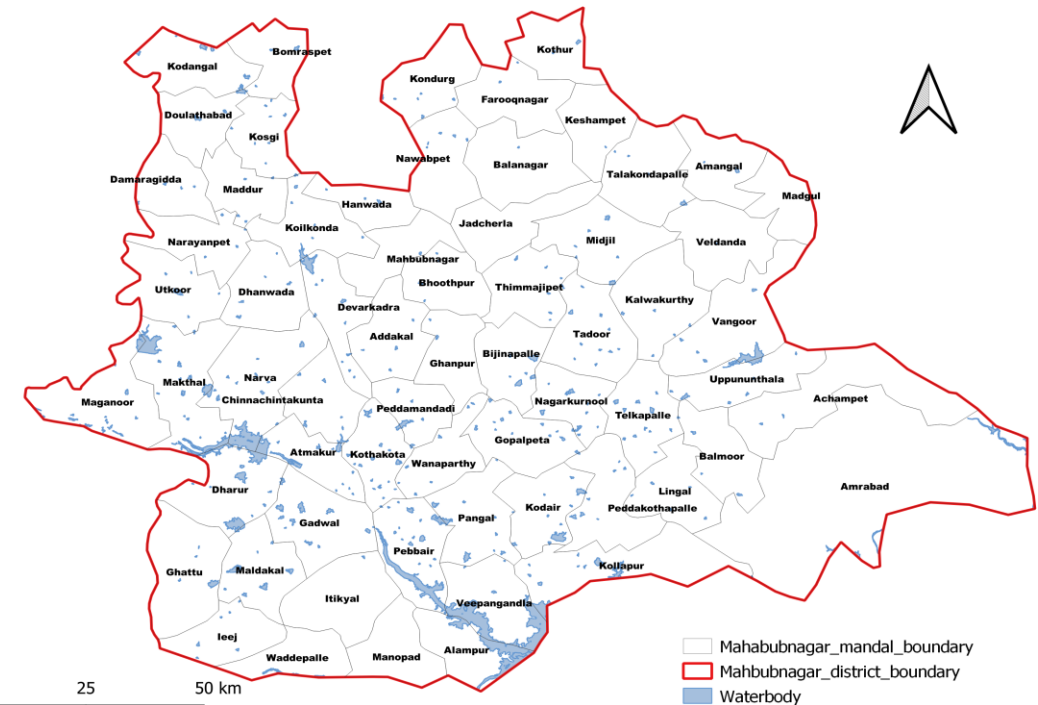 Kothur
Bomraspet
Kodangal
Kondurg
Farooqnagar
Doulathabad
Keshampet
Kosgi
Nawabpet
Balanagar
Amangal
Talakondapalle
Damaragidda
Maddur
Madgul
Hanwada
Jadcherla
Koilkonda
Narayanpet
Midjil
Veldanda
Mahbubnagar
Bhoothpur
Thimmajipet
Utkoor
Dhanwada
Kalwakurthy
Devarkadra
Vangoor
Addakal
Tadoor
Bijinapalle
Ghanpur
Narva
Makthal
Uppununthala
Maganoor
Chinnachintakunta
Achampet
Peddamandadi
Nagarkurnool
Telkapalle
Gopalpeta
Atmakur
Kothakota
Wanaparthy
Balmoor
Dharur
Amrabad
Lingal
Kodair
Peddakothapalle
Pangal
Gadwal
Pebbair
Kollapur
Ghattu
Maldakal
Itikyal
Veepangandla
Ieej
Alampur
Waddepalle
Manopad
25 50 km
Mahabubnagar_mandal_boundary
Mahbubnagar_district_boundary
Waterbody